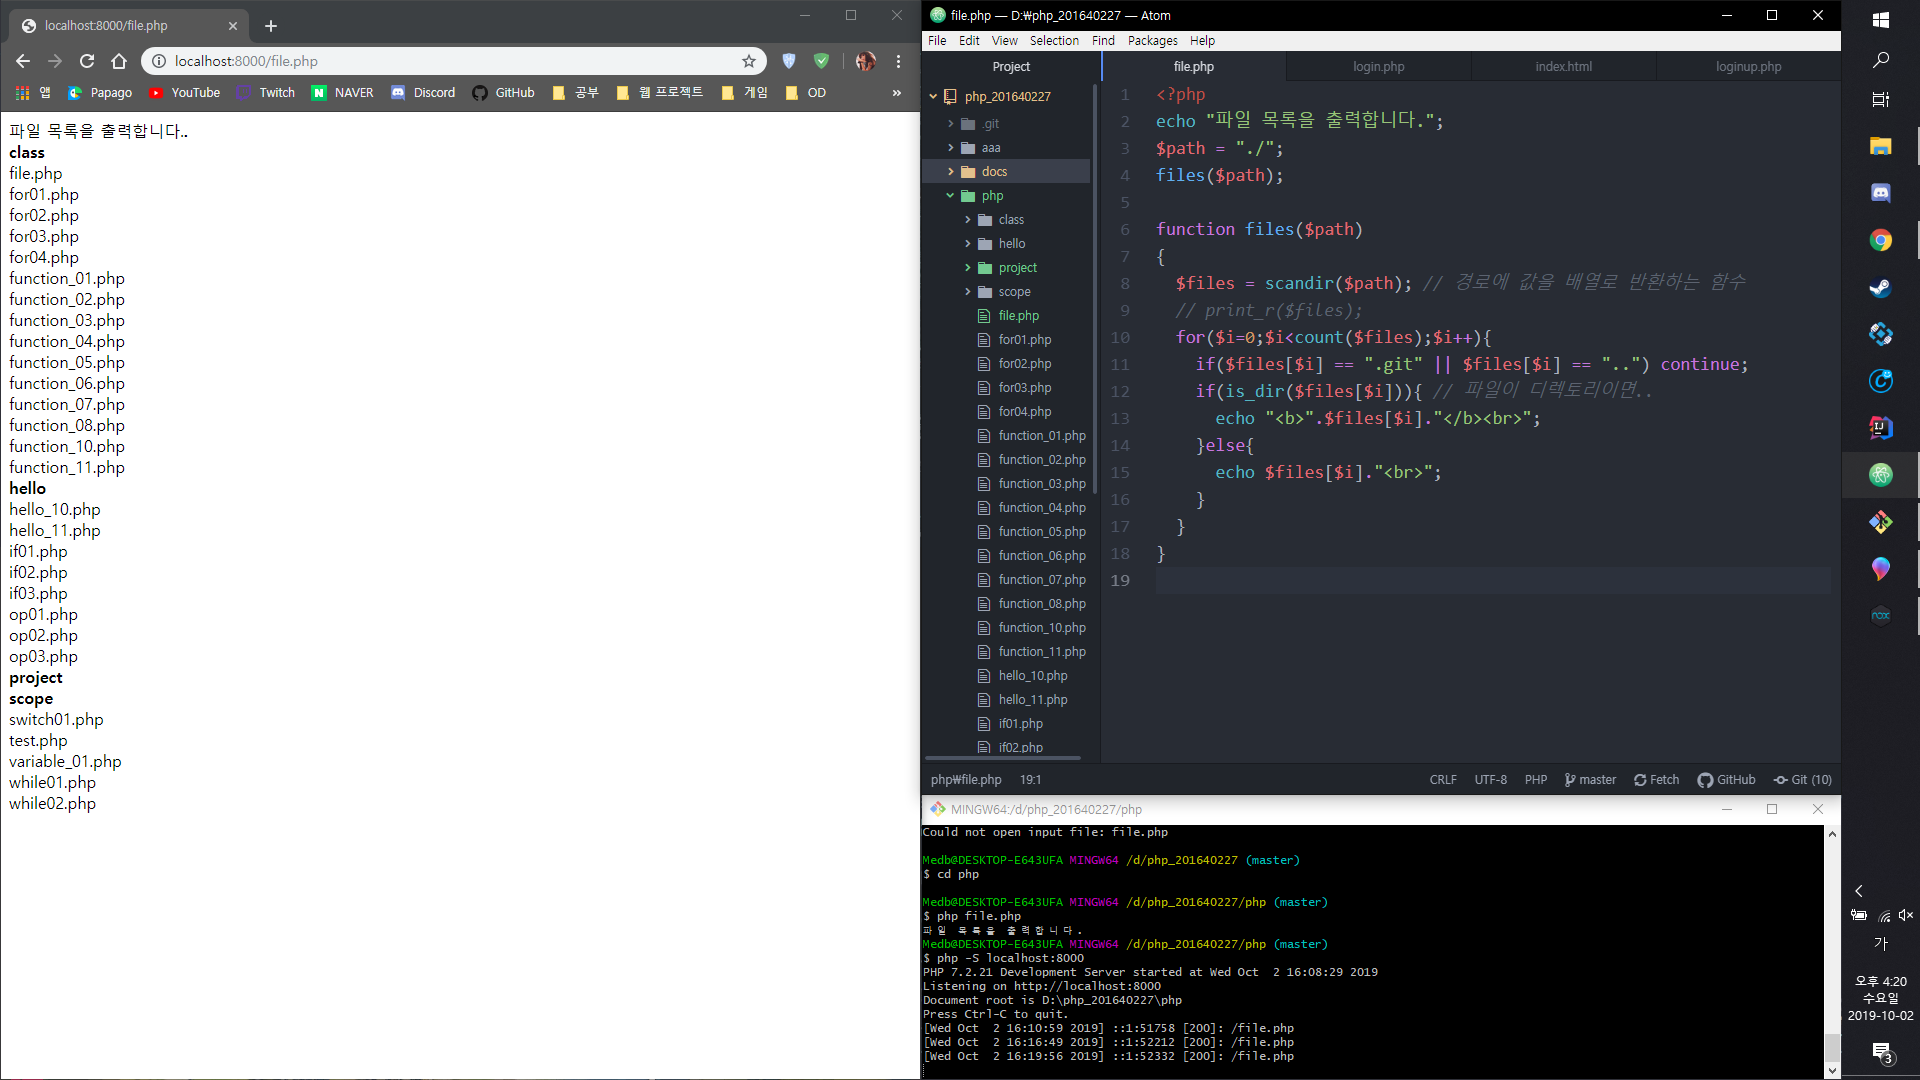 localhost:8000/file.php
localhost:8000/file.php
앱 Papago YouTube Twitch NAVER Discord GitHub 공부 웹 프로젝트 게임 OD »
파일 목록을 출력합니다..
class
file.php
for01.php
for02.php
for03.php
for04.php
function_01.php
function_02.php
function_03.php
function_04.php
function_05.php
function_06.php
function_07.php
function_08.php
function_10.php
function_11.php
hello
hello_10.php
hello_11.php
if01.php
if02.php
if03.php
op01.php
op02.php
op03.php
project
scope
switch01.php
test.php
variable_01.php
while01.php
while02.php
file.php — D:₩php_201640227 — Atom
File Edit View Selection Find Packages Help
Project
php_201640227
.git
aaa
docs
php
class
hello
project
scope
file.php
for01.php
for02.php
for03.php
for04.php
function_01.php
function_02.php
function_03.php
function_04.php
function_05.php
function_06.php
function_07.php
function_08.php
function_10.php
function_11.php
hello_10.php
hello_11.php
if01.php
if02.php
file.php login.php index.html loginup.php
1 <?php
2 echo "파일 목록을 출력합니다.";
3 $path = "./";
4 files($path);
5
6 function files($path)
7 {
8 $files = scandir($path); // 경로에 값을 배열로 반환하는 함수
9 // print_r($files);
10 for($i=0;$i<count($files);$i++){
11 if($files[$i] == ".git" || $files[$i] == "..") continue;
12 if(is_dir($files[$i])){ // 파일이 디렉토리이면..
13 echo "<b>".$files[$i]."</b><br>";
14 }else{
15 echo $files[$i]."<br>";
16 }
17 }
18 }
19
php₩file.php 19:1 CRLF UTF-8 PHP master Fetch GitHub Git (10)
MINGW64:/d/php_201640227/php
Could not open input file: file.php
Medb@DESKTOP-E643UFA MINGW64 /d/php_201640227 (master)
$ cd php
Medb@DESKTOP-E643UFA MINGW64 /d/php_201640227/php (master)
$ php file.php
파일 목록을 출력합니다.
Medb@DESKTOP-E643UFA MINGW64 /d/php_201640227/php (master)
$ php -S localhost:8000
PHP 7.2.21 Development Server started at Wed Oct  2 16:08:29 2019
Listening on http://localhost:8000
Document root is D:\php_201640227\php
Press Ctrl-C to quit.
[Wed Oct  2 16:10:59 2019] ::1:51758 [200]: /file.php
[Wed Oct  2 16:16:49 2019] ::1:52212 [200]: /file.php
[Wed Oct  2 16:19:56 2019] ::1:52332 [200]: /file.php
IJ
nox
가
오후 4:20
수요일
2019-10-02
3